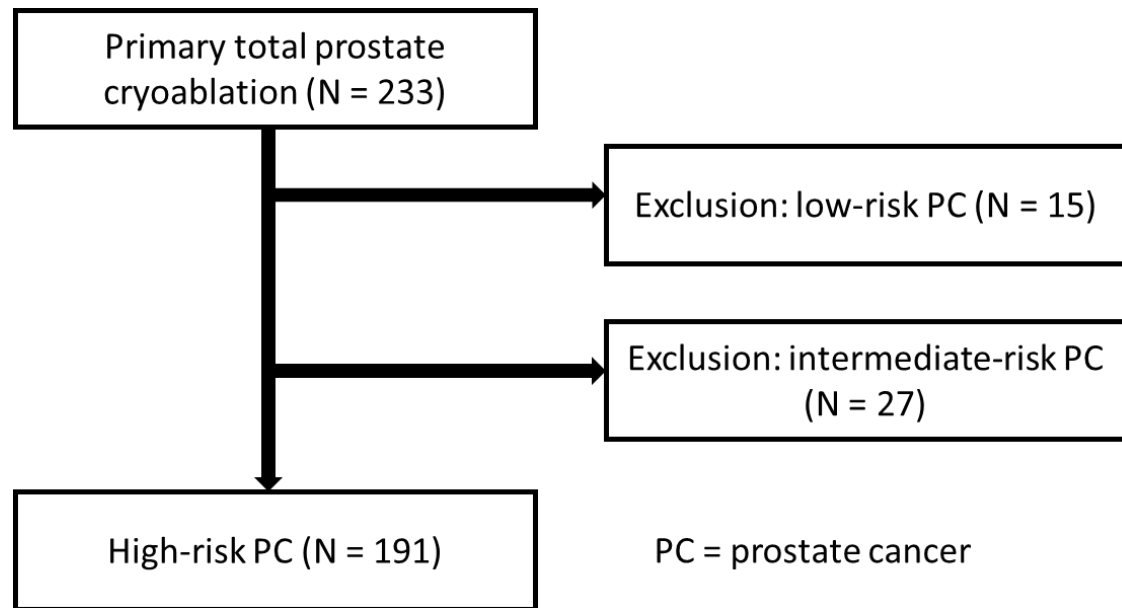 Primary total prostate
cryoablation (N = 233)
Exclusion: low-risk PC (N = 15)
Exclusion: intermediate-risk PC
(N = 27)
High-risk PC (N = 191)
PC = prostate cancer